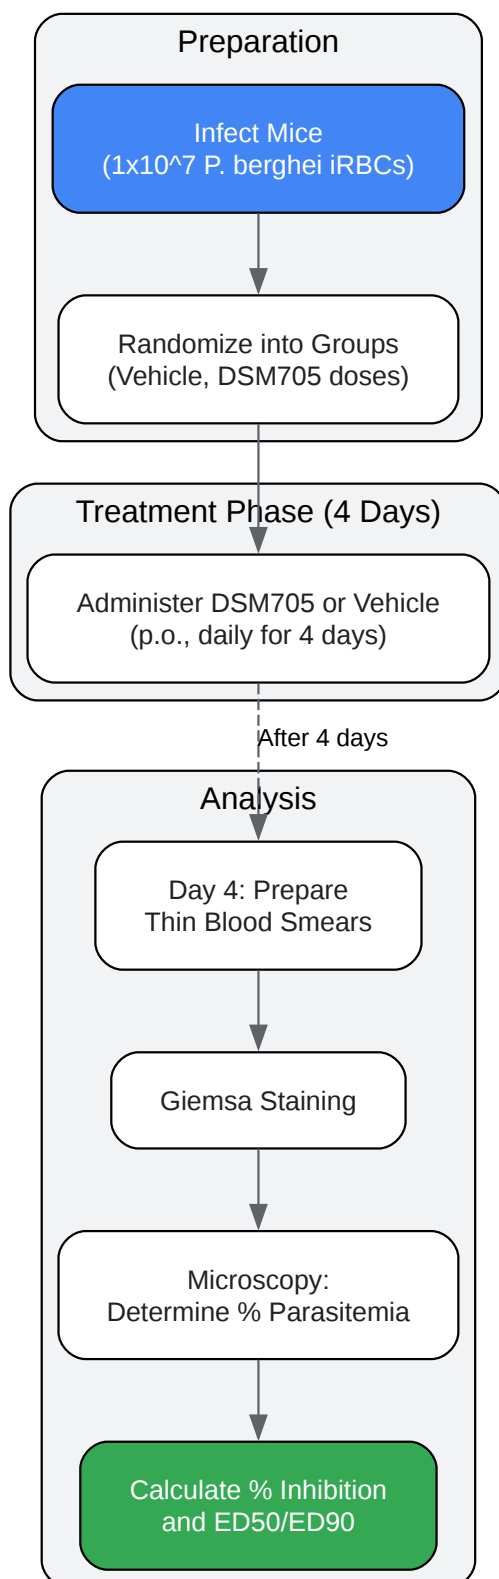 Preparation
Infect Mice
(1x10^7 P. berghei iRBCs)
Randomize into Groups
(Vehicle, DSM705 doses)
Treatment Phase (4 Days)
Administer DSM705 or Vehicle
(p.o., daily for 4 days)
After 4 days
Analysis
Day 4: Prepare
Thin Blood Smears
Giemsa Staining
Microscopy:
Determine % Parasitemia
Calculate % Inhibition
and ED50/ED90